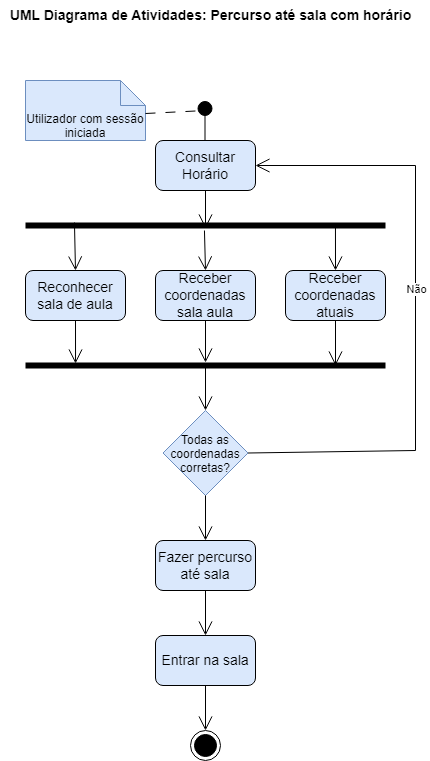 UML Diagrama de Atividades: Percurso até sala com horário
Utilizador com sessão
iniciada
Consultar
Horário
Reconhecer
sala de aula
Receber
coordenadas
sala aula
Receber
coordenadas
atuais
Não
Todas as
coordenadas
corretas?
Fazer percurso
até sala
Entrar na sala